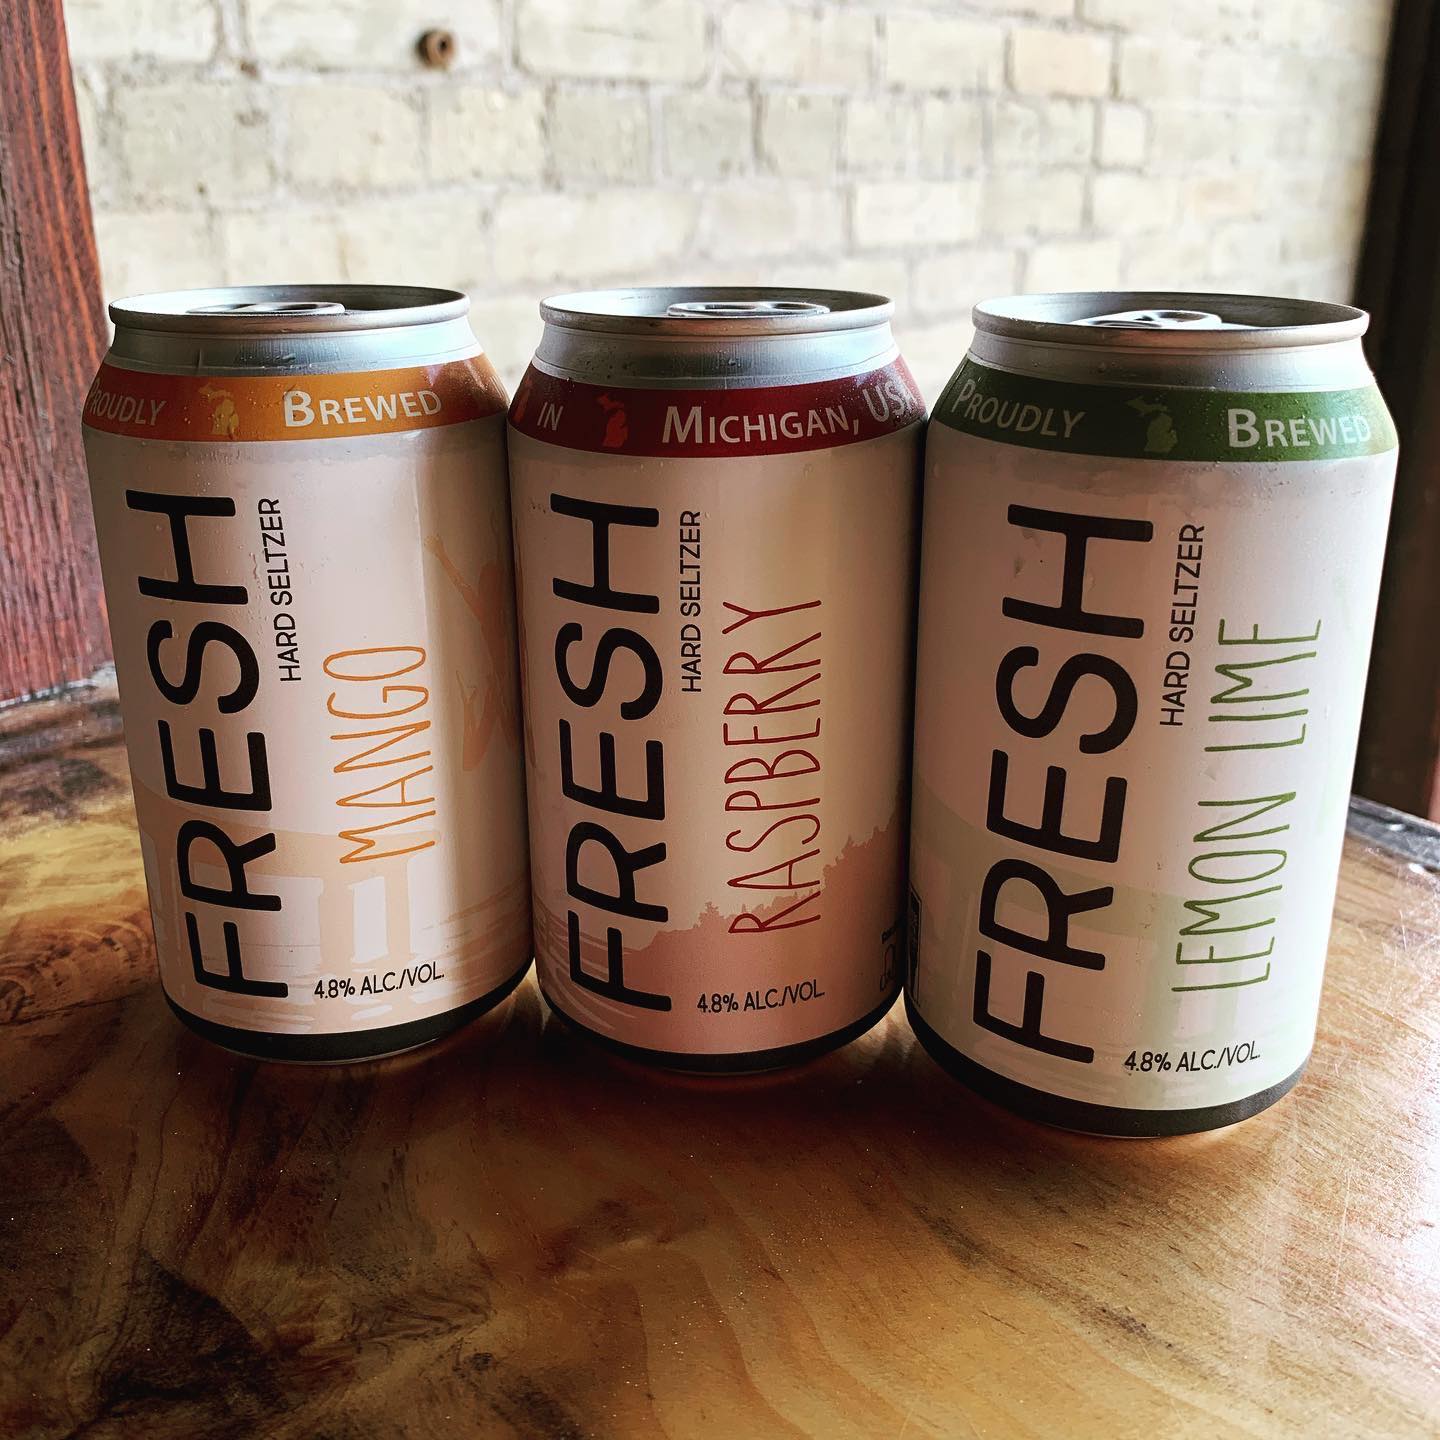 PROUDLY BREWED
FRESH
HARD SELTZER
MANGO
4.8% ALC./VOL.
IN MICHIGAN, USA
FRESH
HARD SELTZER
RASPBERRY
4.8% ALC./VOL.
PROUDLY BREWED
FRESH
HARD SELTZER
LEMON LIME
4.8% ALC./VOL.